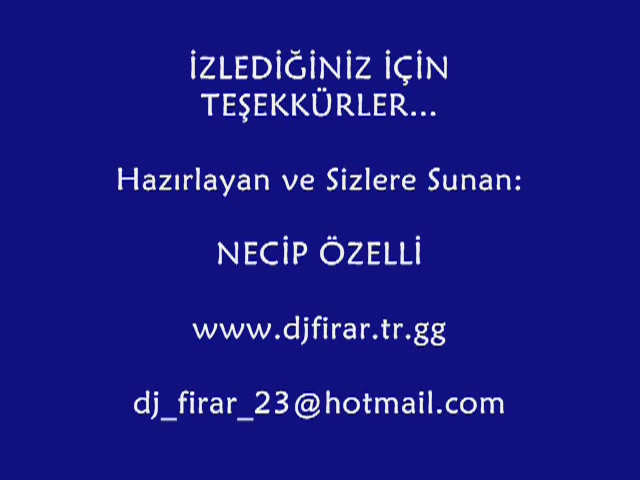 İZLEDİĞİNİZ İÇİN
TEŞEKKÜRLER...
Hazırlayan ve Sizlere Sunan:
NECİP ÖZELLİ
www.djfirar.tr.gg
dj_firar_23@hotmail.com